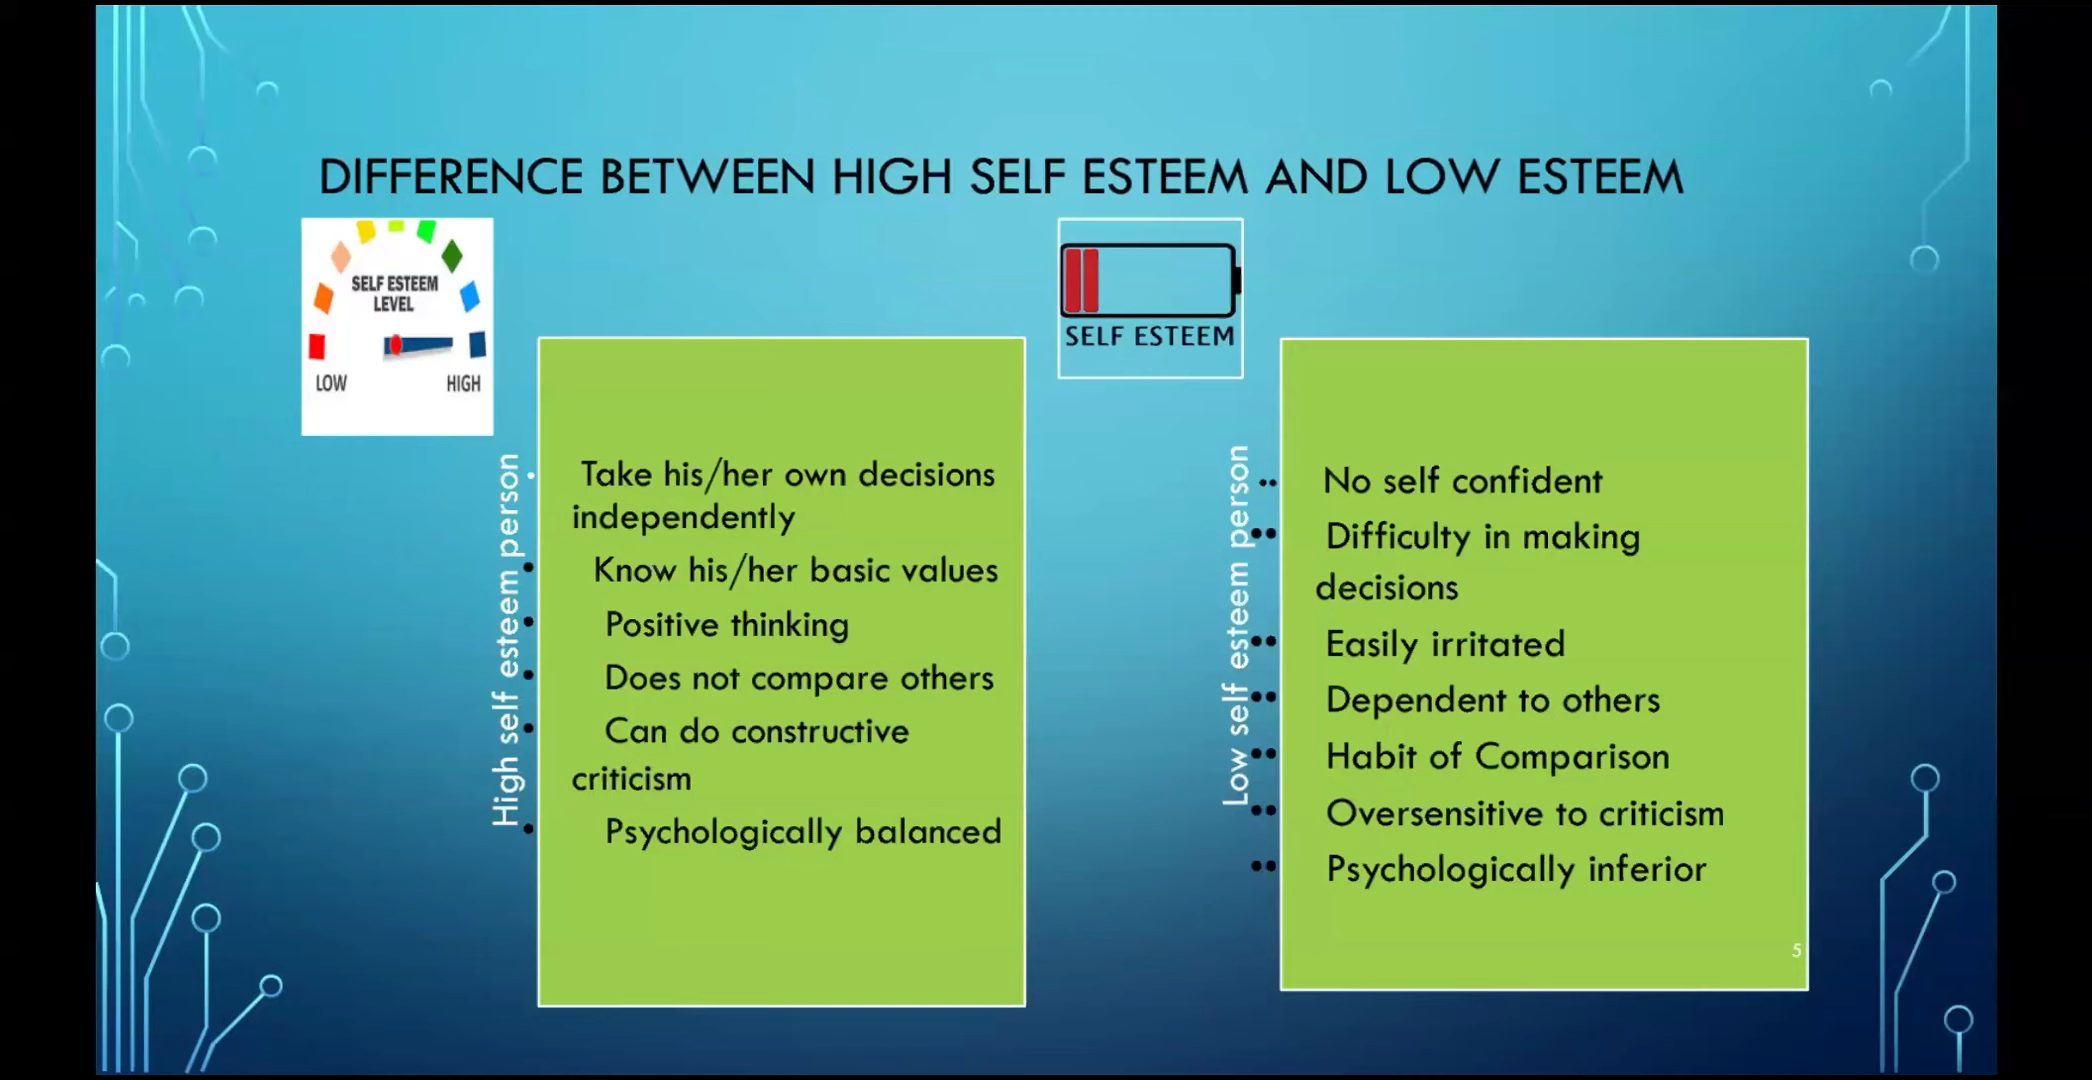 DIFFERENCE BETWEEN HIGH SELF ESTEEM AND LOW ESTEEM
SELF ESTEEM
LEVEL
LOW
HIGH
High self esteem person
• Take his/her own decisions
independently
• Know his/her basic values
• Positive thinking
• Does not compare others
• Can do constructive
criticism
• Psychologically balanced
SELF ESTEEM
Low self esteem person
•• No self confident
•• Difficulty in making
decisions
•• Easily irritated
•• Dependent to others
•• Habit of Comparison
•• Oversensitive to criticism
•• Psychologically inferior
5